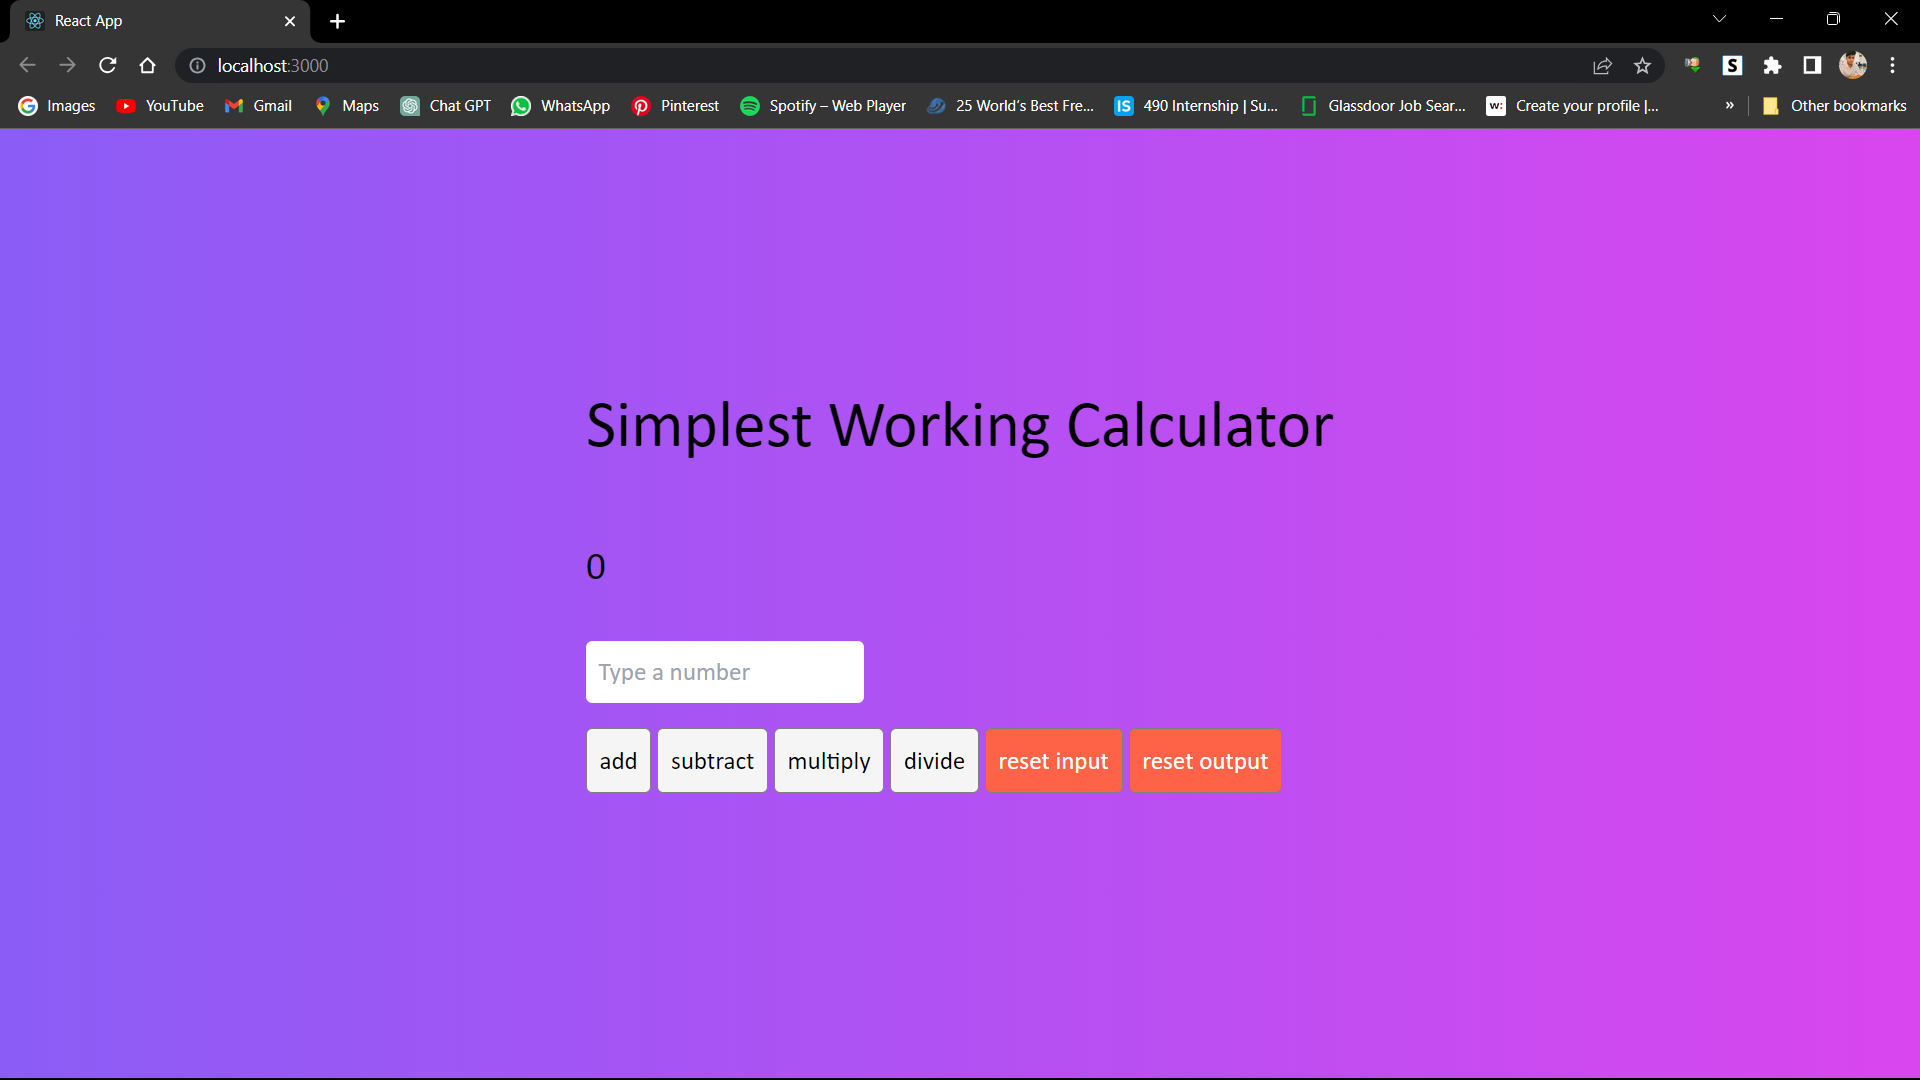 React App
localhost:3000
Images YouTube Gmail Maps Chat GPT WhatsApp Pinterest Spotify – Web Player 25 World's Best Fre... IS 490 Internship | Su... Glassdoor Job Sear... w: Create your profile |... » Other bookmarks
Simplest Working Calculator
0
Type a number
add subtract multiply divide reset input reset output